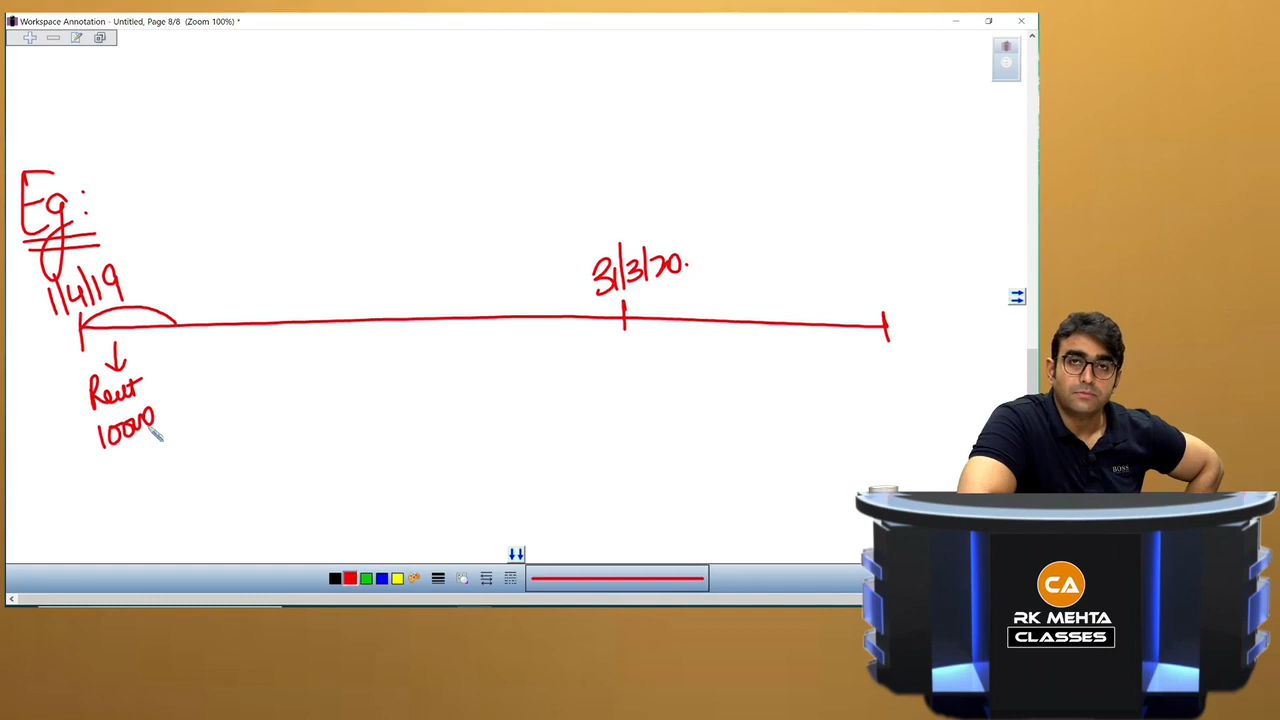 Workspace Annotation - Untitled, Page 8/8 (Zoom 100%) *
Eg:
1/4/19
31/3/20.
Rent
10000
BOSS
CA
RK MEHTA
CLASSES